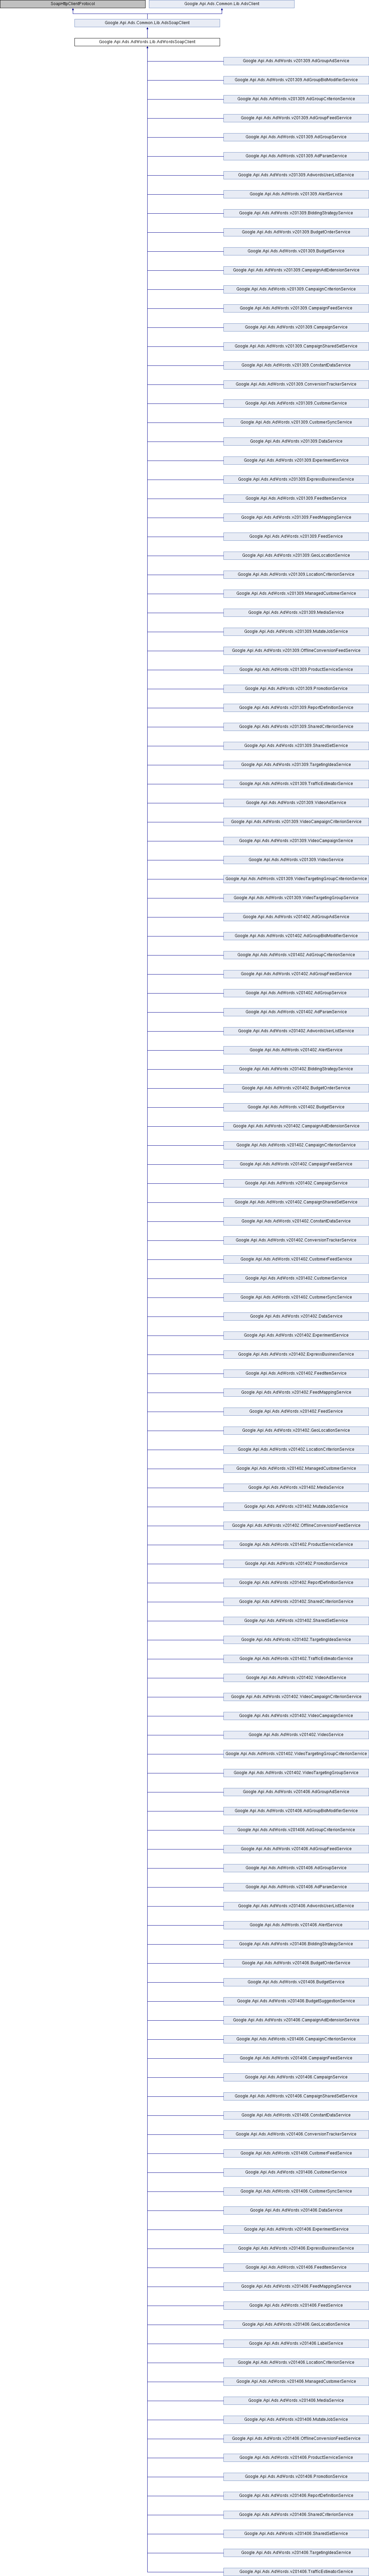 SoapHttpClientProtocol
Google.Api.Ads.Common.Lib.AdsClient
Google.Api.Ads.Common.Lib.AdsSoapClient
Google.Api.Ads.AdWords.Lib.AdWordsSoapClient
Google.Api.Ads.AdWords.v201309.AdGroupAdService
Google.Api.Ads.AdWords.v201309.AdGroupBidModifierService
Google.Api.Ads.AdWords.v201309.AdGroupCriterionService
Google.Api.Ads.AdWords.v201309.AdGroupFeedService
Google.Api.Ads.AdWords.v201309.AdGroupService
Google.Api.Ads.AdWords.v201309.AdParamService
Google.Api.Ads.AdWords.v201309.AdwordsUserListService
Google.Api.Ads.AdWords.v201309.AlertService
Google.Api.Ads.AdWords.v201309.BiddingStrategyService
Google.Api.Ads.AdWords.v201309.BudgetOrderService
Google.Api.Ads.AdWords.v201309.BudgetService
Google.Api.Ads.AdWords.v201309.CampaignAdExtensionService
Google.Api.Ads.AdWords.v201309.CampaignCriterionService
Google.Api.Ads.AdWords.v201309.CampaignFeedService
Google.Api.Ads.AdWords.v201309.CampaignService
Google.Api.Ads.AdWords.v201309.CampaignSharedSetService
Google.Api.Ads.AdWords.v201309.ConstantDataService
Google.Api.Ads.AdWords.v201309.ConversionTrackerService
Google.Api.Ads.AdWords.v201309.CustomerService
Google.Api.Ads.AdWords.v201309.CustomerSyncService
Google.Api.Ads.AdWords.v201309.DataService
Google.Api.Ads.AdWords.v201309.ExperimentService
Google.Api.Ads.AdWords.v201309.ExpressBusinessService
Google.Api.Ads.AdWords.v201309.FeedItemService
Google.Api.Ads.AdWords.v201309.FeedMappingService
Google.Api.Ads.AdWords.v201309.FeedService
Google.Api.Ads.AdWords.v201309.GeoLocationService
Google.Api.Ads.AdWords.v201309.LocationCriterionService
Google.Api.Ads.AdWords.v201309.ManagedCustomerService
Google.Api.Ads.AdWords.v201309.MediaService
Google.Api.Ads.AdWords.v201309.MutateJobService
Google.Api.Ads.AdWords.v201309.OfflineConversionFeedService
Google.Api.Ads.AdWords.v201309.ProductServiceService
Google.Api.Ads.AdWords.v201309.PromotionService
Google.Api.Ads.AdWords.v201309.ReportDefinitionService
Google.Api.Ads.AdWords.v201309.SharedCriterionService
Google.Api.Ads.AdWords.v201309.SharedSetService
Google.Api.Ads.AdWords.v201309.TargetingIdeaService
Google.Api.Ads.AdWords.v201309.TrafficEstimatorService
Google.Api.Ads.AdWords.v201309.VideoAdService
Google.Api.Ads.AdWords.v201309.VideoCampaignCriterionService
Google.Api.Ads.AdWords.v201309.VideoCampaignService
Google.Api.Ads.AdWords.v201309.VideoService
Google.Api.Ads.AdWords.v201309.VideoTargetingGroupCriterionService
Google.Api.Ads.AdWords.v201309.VideoTargetingGroupService
Google.Api.Ads.AdWords.v201402.AdGroupAdService
Google.Api.Ads.AdWords.v201402.AdGroupBidModifierService
Google.Api.Ads.AdWords.v201402.AdGroupCriterionService
Google.Api.Ads.AdWords.v201402.AdGroupFeedService
Google.Api.Ads.AdWords.v201402.AdGroupService
Google.Api.Ads.AdWords.v201402.AdParamService
Google.Api.Ads.AdWords.v201402.AdwordsUserListService
Google.Api.Ads.AdWords.v201402.AlertService
Google.Api.Ads.AdWords.v201402.BiddingStrategyService
Google.Api.Ads.AdWords.v201402.BudgetOrderService
Google.Api.Ads.AdWords.v201402.BudgetService
Google.Api.Ads.AdWords.v201402.CampaignAdExtensionService
Google.Api.Ads.AdWords.v201402.CampaignCriterionService
Google.Api.Ads.AdWords.v201402.CampaignFeedService
Google.Api.Ads.AdWords.v201402.CampaignService
Google.Api.Ads.AdWords.v201402.CampaignSharedSetService
Google.Api.Ads.AdWords.v201402.ConstantDataService
Google.Api.Ads.AdWords.v201402.ConversionTrackerService
Google.Api.Ads.AdWords.v201402.CustomerFeedService
Google.Api.Ads.AdWords.v201402.CustomerService
Google.Api.Ads.AdWords.v201402.CustomerSyncService
Google.Api.Ads.AdWords.v201402.DataService
Google.Api.Ads.AdWords.v201402.ExperimentService
Google.Api.Ads.AdWords.v201402.ExpressBusinessService
Google.Api.Ads.AdWords.v201402.FeedItemService
Google.Api.Ads.AdWords.v201402.FeedMappingService
Google.Api.Ads.AdWords.v201402.FeedService
Google.Api.Ads.AdWords.v201402.GeoLocationService
Google.Api.Ads.AdWords.v201402.LocationCriterionService
Google.Api.Ads.AdWords.v201402.ManagedCustomerService
Google.Api.Ads.AdWords.v201402.MediaService
Google.Api.Ads.AdWords.v201402.MutateJobService
Google.Api.Ads.AdWords.v201402.OfflineConversionFeedService
Google.Api.Ads.AdWords.v201402.ProductServiceService
Google.Api.Ads.AdWords.v201402.PromotionService
Google.Api.Ads.AdWords.v201402.ReportDefinitionService
Google.Api.Ads.AdWords.v201402.SharedCriterionService
Google.Api.Ads.AdWords.v201402.SharedSetService
Google.Api.Ads.AdWords.v201402.TargetingIdeaService
Google.Api.Ads.AdWords.v201402.TrafficEstimatorService
Google.Api.Ads.AdWords.v201402.VideoAdService
Google.Api.Ads.AdWords.v201402.VideoCampaignCriterionService
Google.Api.Ads.AdWords.v201402.VideoCampaignService
Google.Api.Ads.AdWords.v201402.VideoService
Google.Api.Ads.AdWords.v201402.VideoTargetingGroupCriterionService
Google.Api.Ads.AdWords.v201402.VideoTargetingGroupService
Google.Api.Ads.AdWords.v201406.AdGroupAdService
Google.Api.Ads.AdWords.v201406.AdGroupBidModifierService
Google.Api.Ads.AdWords.v201406.AdGroupCriterionService
Google.Api.Ads.AdWords.v201406.AdGroupFeedService
Google.Api.Ads.AdWords.v201406.AdGroupService
Google.Api.Ads.AdWords.v201406.AdParamService
Google.Api.Ads.AdWords.v201406.AdwordsUserListService
Google.Api.Ads.AdWords.v201406.AlertService
Google.Api.Ads.AdWords.v201406.BiddingStrategyService
Google.Api.Ads.AdWords.v201406.BudgetOrderService
Google.Api.Ads.AdWords.v201406.BudgetService
Google.Api.Ads.AdWords.v201406.BudgetSuggestionService
Google.Api.Ads.AdWords.v201406.CampaignAdExtensionService
Google.Api.Ads.AdWords.v201406.CampaignCriterionService
Google.Api.Ads.AdWords.v201406.CampaignFeedService
Google.Api.Ads.AdWords.v201406.CampaignService
Google.Api.Ads.AdWords.v201406.CampaignSharedSetService
Google.Api.Ads.AdWords.v201406.ConstantDataService
Google.Api.Ads.AdWords.v201406.ConversionTrackerService
Google.Api.Ads.AdWords.v201406.CustomerFeedService
Google.Api.Ads.AdWords.v201406.CustomerService
Google.Api.Ads.AdWords.v201406.CustomerSyncService
Google.Api.Ads.AdWords.v201406.DataService
Google.Api.Ads.AdWords.v201406.ExperimentService
Google.Api.Ads.AdWords.v201406.ExpressBusinessService
Google.Api.Ads.AdWords.v201406.FeedItemService
Google.Api.Ads.AdWords.v201406.FeedMappingService
Google.Api.Ads.AdWords.v201406.FeedService
Google.Api.Ads.AdWords.v201406.GeoLocationService
Google.Api.Ads.AdWords.v201406.LabelService
Google.Api.Ads.AdWords.v201406.LocationCriterionService
Google.Api.Ads.AdWords.v201406.ManagedCustomerService
Google.Api.Ads.AdWords.v201406.MediaService
Google.Api.Ads.AdWords.v201406.MutateJobService
Google.Api.Ads.AdWords.v201406.OfflineConversionFeedService
Google.Api.Ads.AdWords.v201406.ProductServiceService
Google.Api.Ads.AdWords.v201406.PromotionService
Google.Api.Ads.AdWords.v201406.ReportDefinitionService
Google.Api.Ads.AdWords.v201406.SharedCriterionService
Google.Api.Ads.AdWords.v201406.SharedSetService
Google.Api.Ads.AdWords.v201406.TargetingIdeaService
Google.Api.Ads.AdWords.v201406.TrafficEstimatorService